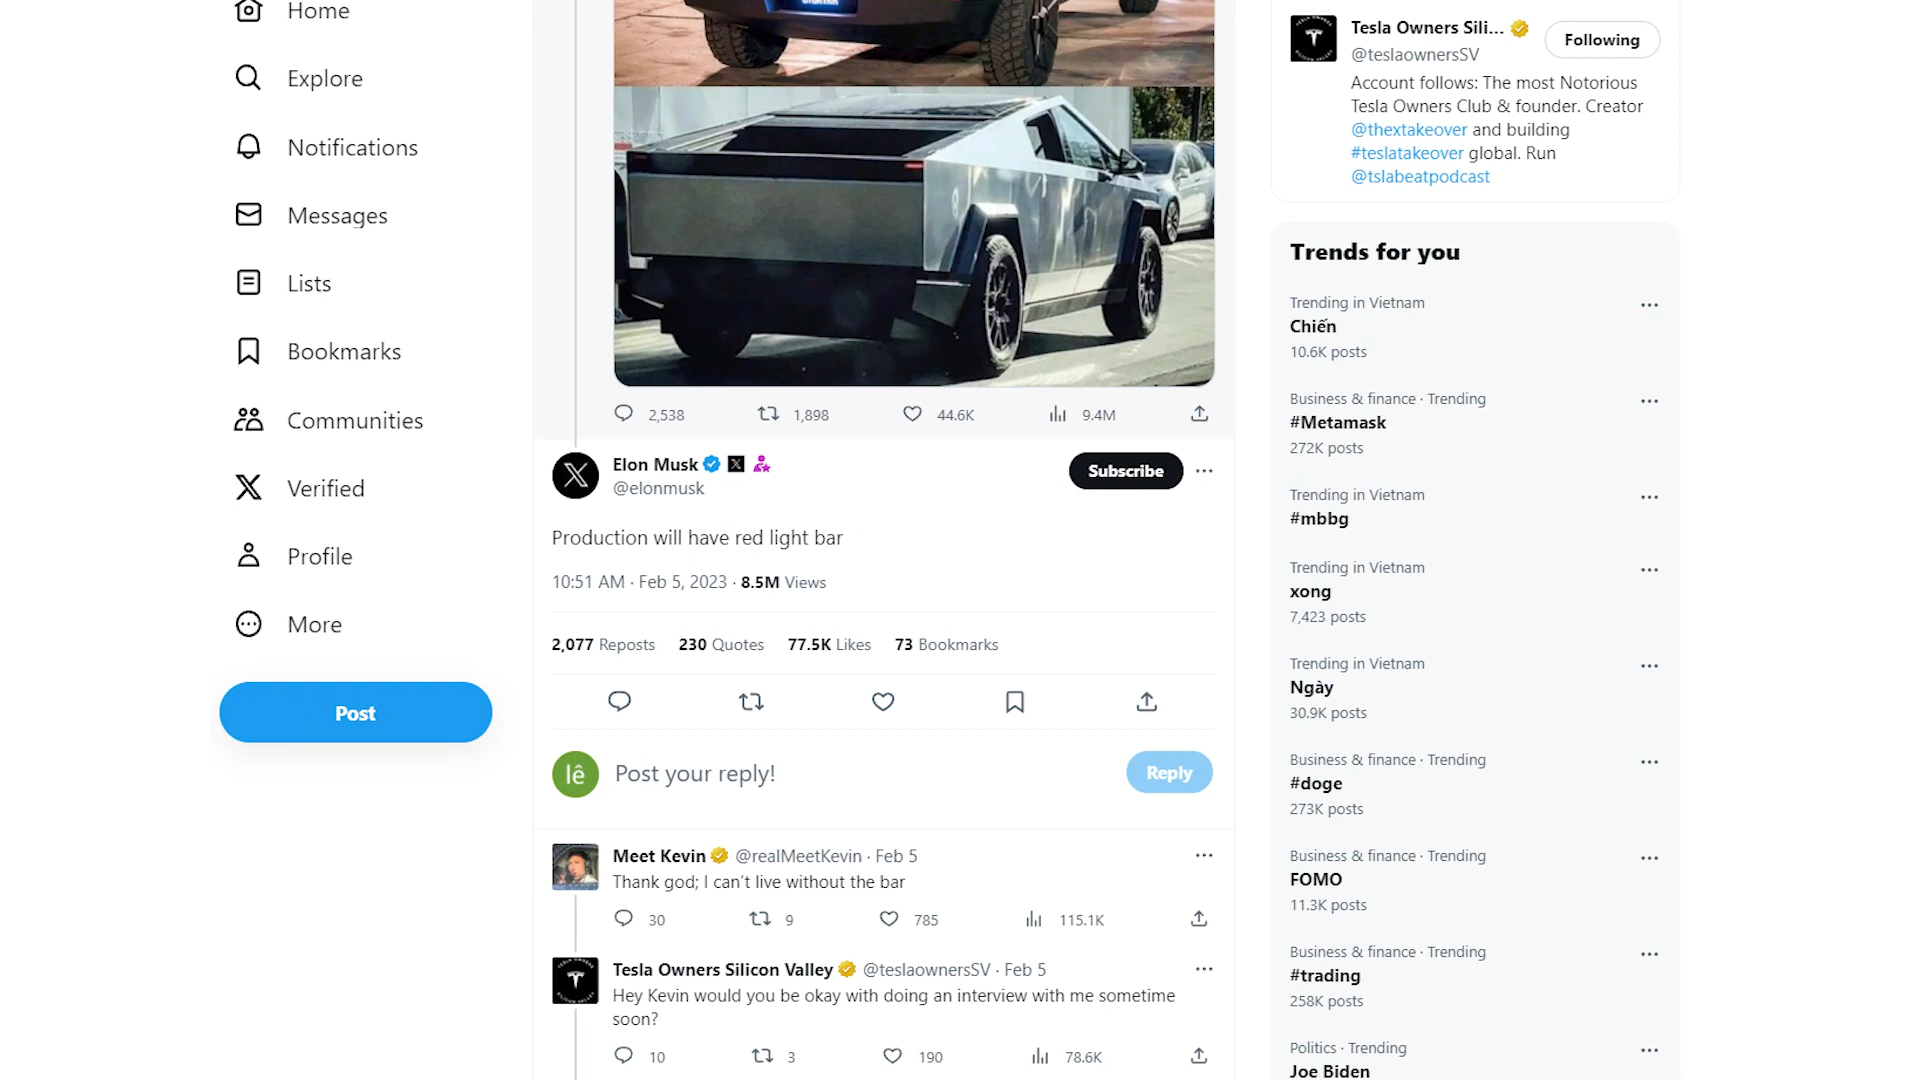 Home
Explore
Notifications
Messages
Lists
Bookmarks
Communities
Verified
Profile
More
Post
2,538
1,898
44.6K
9.4M
Elon Musk
@elonmusk
Subscribe
Production will have red light bar
10:51 AM · Feb 5, 2023 · 8.5M Views
2,077 Reposts 230 Quotes 77.5K Likes 73 Bookmarks
lê
Post your reply!
Reply
Meet Kevin @realMeetKevin · Feb 5
Thank god; I can’t live without the bar
30
9
785
115.1K
Tesla Owners Silicon Valley @teslaownersSV · Feb 5
Hey Kevin would you be okay with doing an interview with me sometime
soon?
10
3
190
78.6K
Tesla Owners Sili...
@teslaownersSV
Following
Account follows: The most Notorious
Tesla Owners Club & founder. Creator
@thextakeover and building
#teslatakeover global. Run
@tslabeatpodcast
Trends for you
Trending in Vietnam
Chiến
10.6K posts
Business & finance · Trending
#Metamask
272K posts
Trending in Vietnam
#mbbg
Trending in Vietnam
xong
7,423 posts
Trending in Vietnam
Ngày
30.9K posts
Business & finance · Trending
#doge
273K posts
Business & finance · Trending
FOMO
11.3K posts
Business & finance · Trending
#trading
258K posts
Politics · Trending
Joe Biden